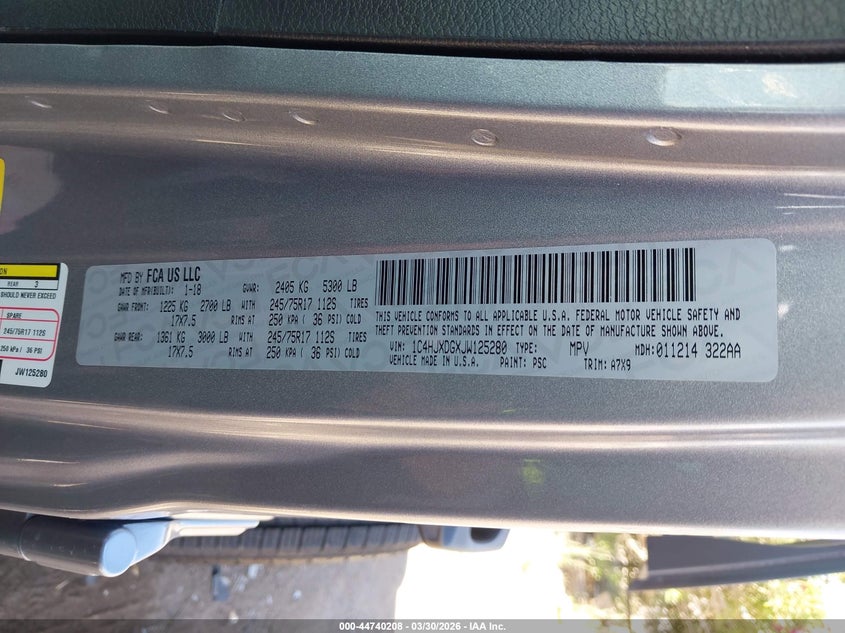 MFD BY FCA US LLC
DATE OF MFR(BUILT): 1-18 GVWR: 2405 KG 5300 LB
GAWR FRONT: 1225 KG 2700 LB WITH 245/75R17 112S TIRES
17X7.5 RIMS AT 250 KPA ( 36 PSI) COLD
GAWR REAR: 1361 KG 3000 LB WITH 245/75R17 112S TIRES
17X7.5 RIMS AT 250 KPA ( 36 PSI) COLD
THIS VEHICLE CONFORMS TO ALL APPLICABLE U.S.A. FEDERAL MOTOR VEHICLE SAFETY AND
THEFT PREVENTION STANDARDS IN EFFECT ON THE DATE OF MANUFACTURE SHOWN ABOVE.
VIN: 1C4HJXDGXJW125280 TYPE: MPV MDH: 011214 322AA
VEHICLE MADE IN U.S.A. PAINT: PSC TRIM: A7X9
REAR 3
SHOULD NEVER EXCEED
SPARE
245/75R17 112S
250 kPa / 36 PSI
JW125280
000-44740208 - 03/30/2026 - IAA Inc.